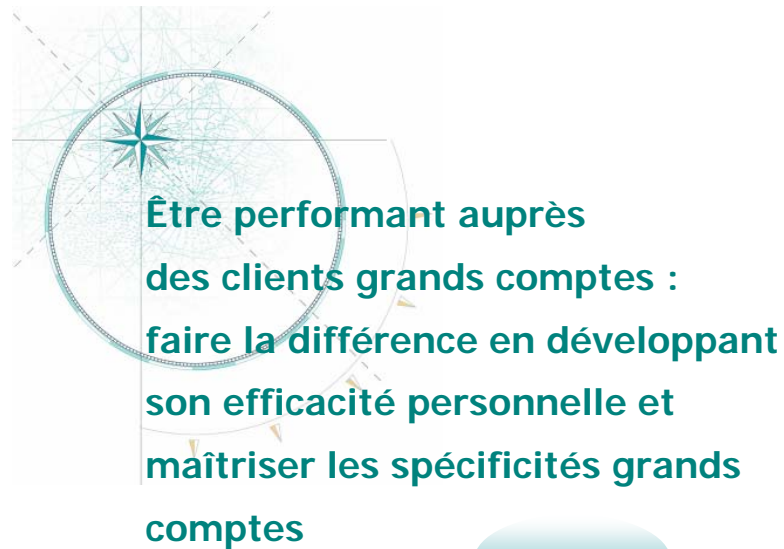 Être performant auprès
des clients grands comptes :
faire la différence en développant
son efficacité personnelle et
maîtriser les spécificités grands
comptes